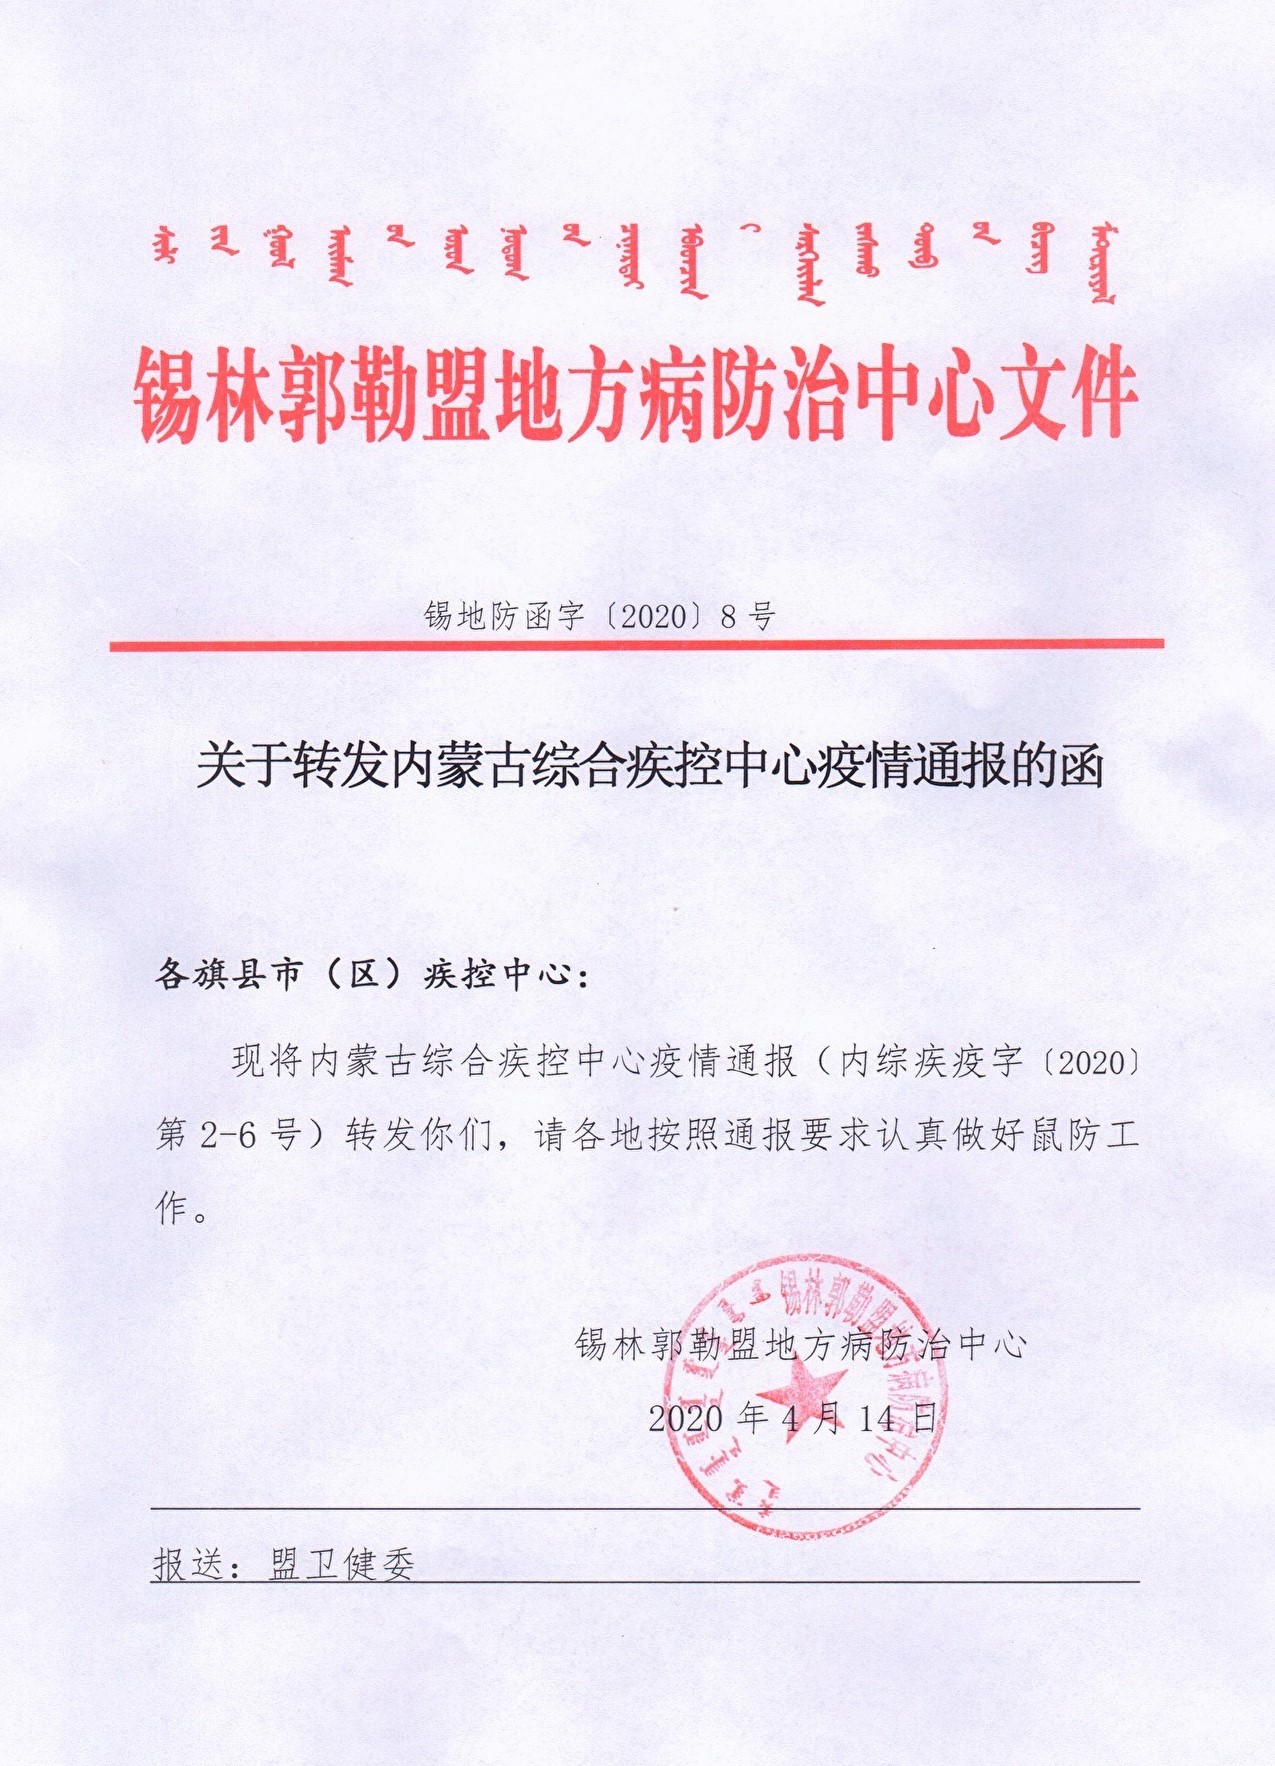 锡林郭勒盟地方病防治中心文件
锡地防函字〔2020〕8号
关于转发内蒙古综合疾控中心疫情通报的函
各旗县市（区）疾控中心：
现将内蒙古综合疾控中心疫情通报（内综疾疫字〔2020〕
第2-6号）转发你们，请各地按照通报要求认真做好鼠防工
作。
锡林郭勒盟地方病防治中心
2020年4月14日
锡林郭勒盟地方病防治中心
报送：盟卫健委